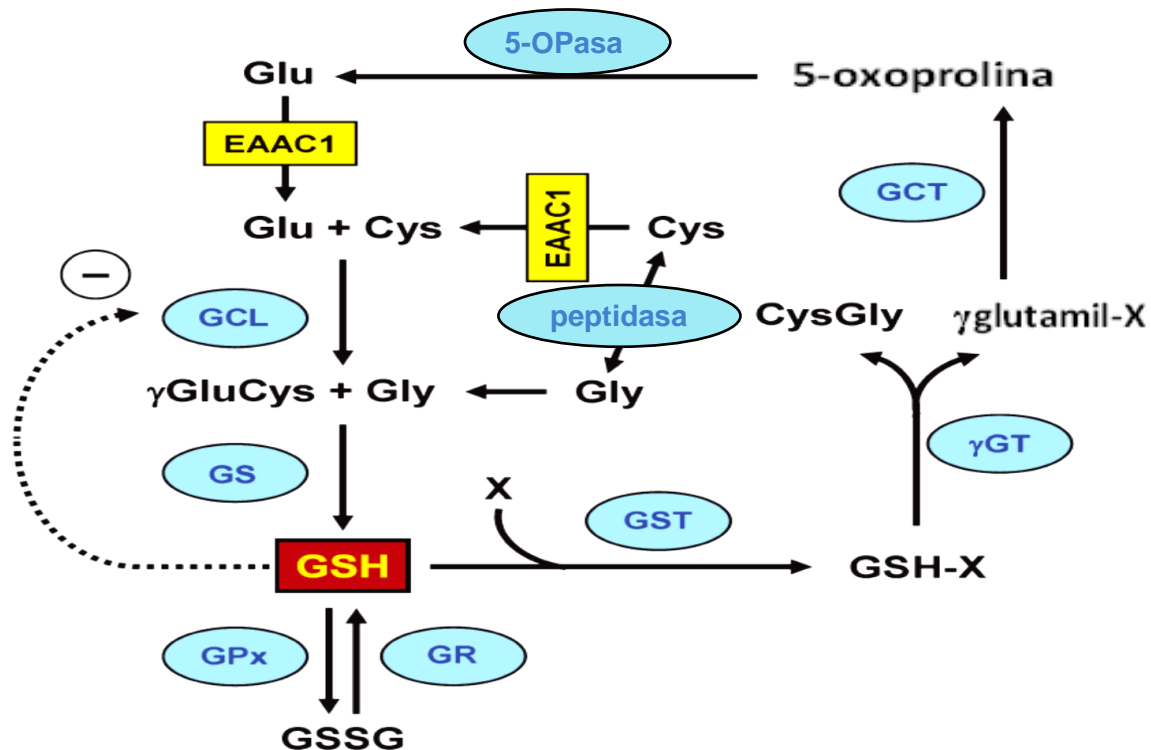 5-OPasa
Glu
5-oxoprolina
EAAC1
GCT
Glu + Cys
EAAC1
Cys
−
GCL
peptidasa
CysGly
γglutamil-X
γGluCys + Gly
Gly
γGT
GS
X
GST
GSH
GSH-X
GPx
GR
GSSG